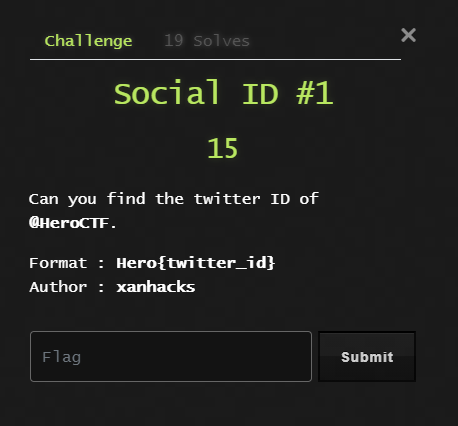 Challenge 19 Solves ×
Social ID #1
15
Can you find the twitter ID of
@HeroCTF.
Format : Hero{twitter_id}
Author : xanhacks
Flag Submit